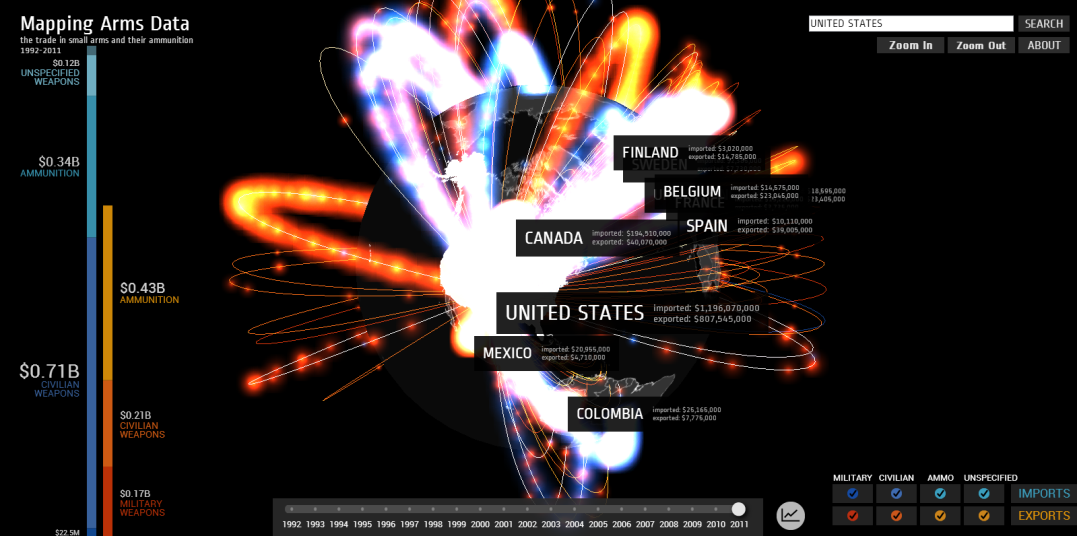 Mapping Arms Data
the trade in small arms and their ammunition
1992-2011
UNITED STATES
SEARCH
Zoom In
Zoom Out
ABOUT
$0.12B
UNSPECIFIED
WEAPONS
$0.34B
AMMUNITION
$0.71B
CIVILIAN
WEAPONS
$22.5M
$0.43B
AMMUNITION
$0.21B
CIVILIAN
WEAPONS
$0.17B
MILITARY
WEAPONS
FINLAND
imported: $3,020,000
exported: $14,785,000
SWEDEN
BELGIUM
imported: $14,575,000
exported: $23,045,000
FRANCE
SPAIN
imported: $10,110,000
exported: $39,005,000
CANADA
imported: $194,510,000
exported: $40,070,000
UNITED STATES
imported: $1,196,070,000
exported: $807,545,000
MEXICO
imported: $20,955,000
exported: $4,710,000
COLOMBIA
imported: $25,165,000
exported: $7,775,000
1992 1993 1994 1995 1996 1997 1998 1999 2000 2001 2002 2003 2004 2005 2006 2007 2008 2009 2010 2011
MILITARY CIVILIAN AMMO UNSPECIFIED
IMPORTS
EXPORTS